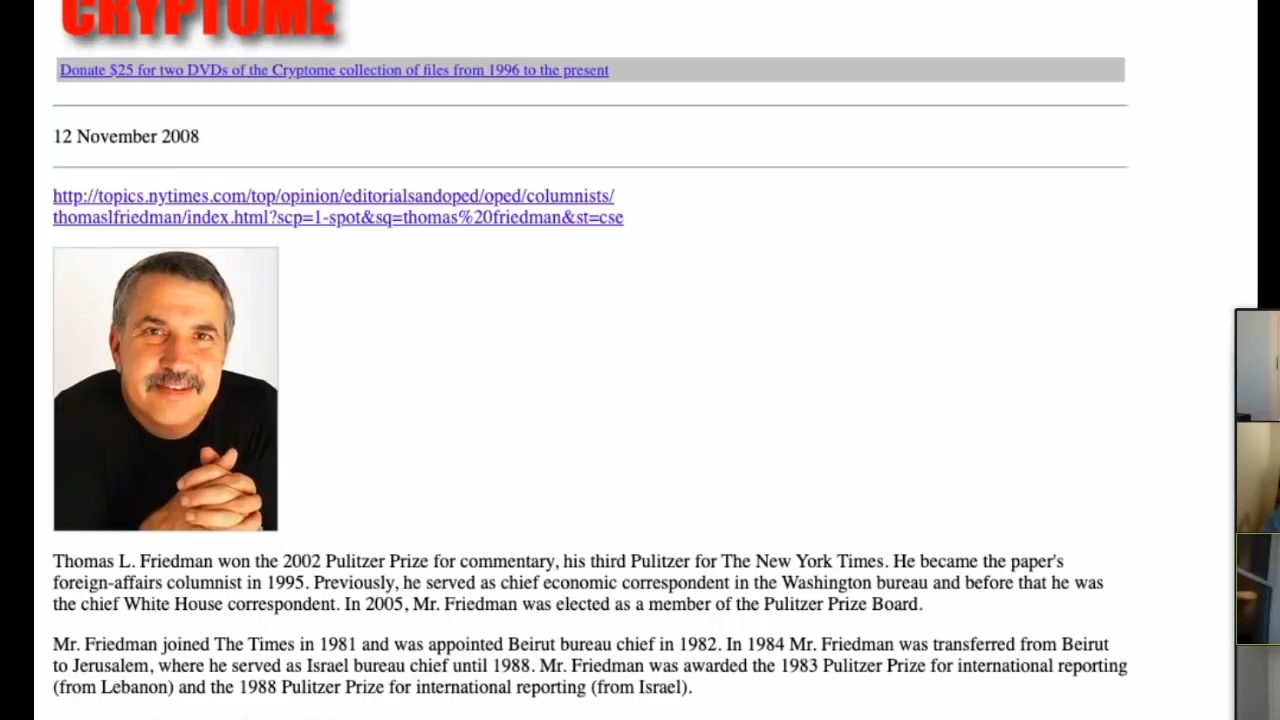 CRYPTOME
Donate $25 for two DVDs of the Cryptome collection of files from 1996 to the present
12 November 2008
http://topics.nytimes.com/top/opinion/editorialsandoped/oped/columnists/
thomaslfriedman/index.html?scp=1-spot&sq=thomas%20friedman&st=cse
Thomas L. Friedman won the 2002 Pulitzer Prize for commentary, his third Pulitzer for The New York Times. He became the paper's
foreign-affairs columnist in 1995. Previously, he served as chief economic correspondent in the Washington bureau and before that he was
the chief White House correspondent. In 2005, Mr. Friedman was elected as a member of the Pulitzer Prize Board.
Mr. Friedman joined The Times in 1981 and was appointed Beirut bureau chief in 1982. In 1984 Mr. Friedman was transferred from Beirut
to Jerusalem, where he served as Israel bureau chief until 1988. Mr. Friedman was awarded the 1983 Pulitzer Prize for international reporting
(from Lebanon) and the 1988 Pulitzer Prize for international reporting (from Israel).